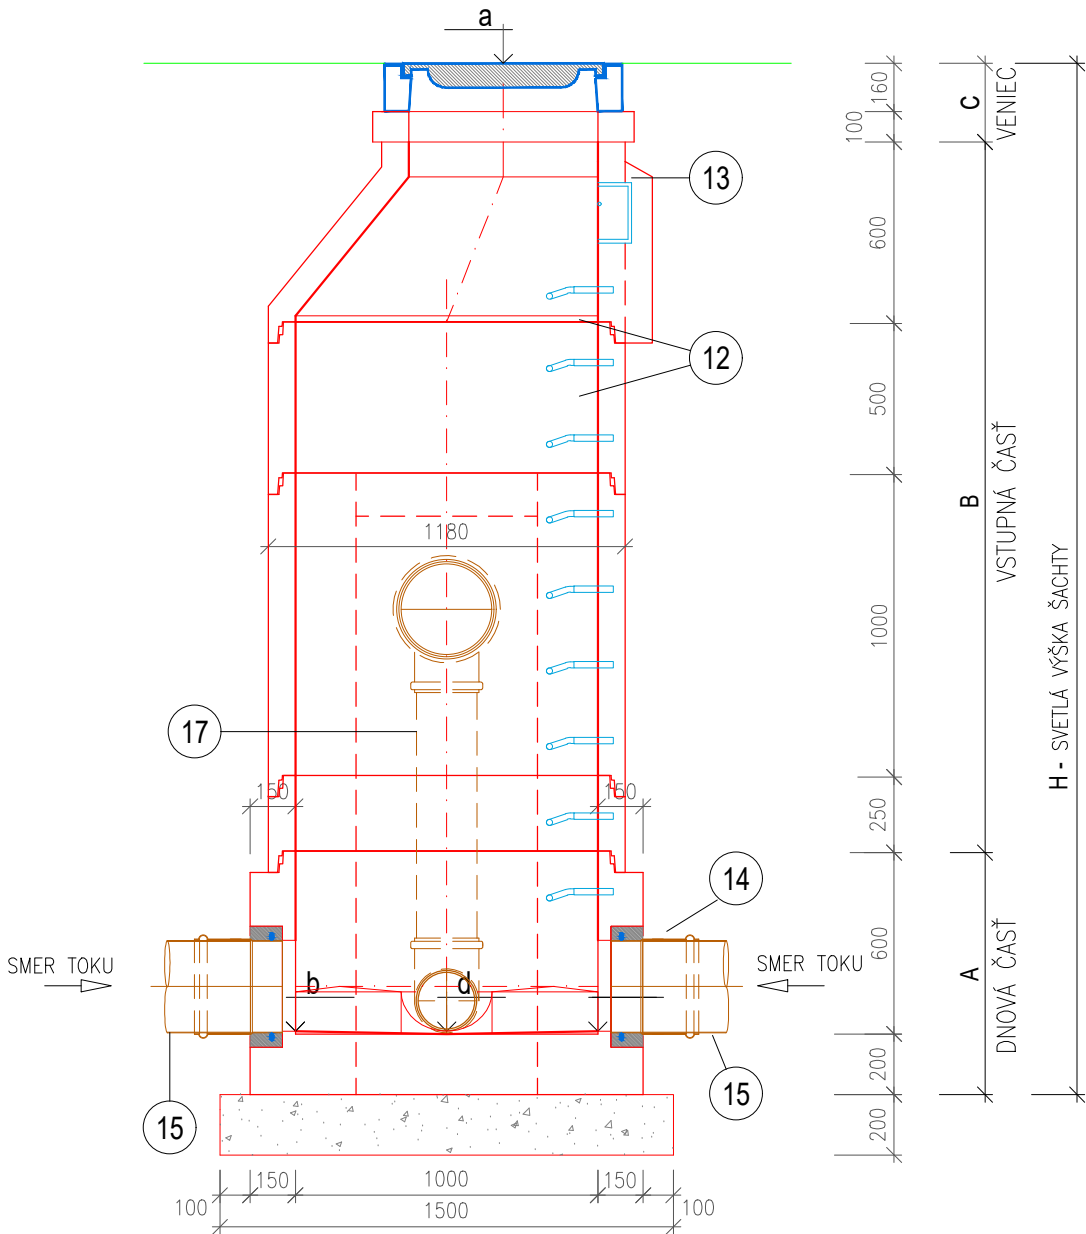 a
160
100
C
VENIEC
13
600
12
500
B
VSTUPNÁ ČASŤ
1180
H - SVETLÁ VÝŠKA ŠACHTY
1000
17
150
150
250
14
SMER TOKU
SMER TOKU
b
d
600
A
DNOVÁ ČASŤ
200
15
15
200
100
150
1000
150
100
1500